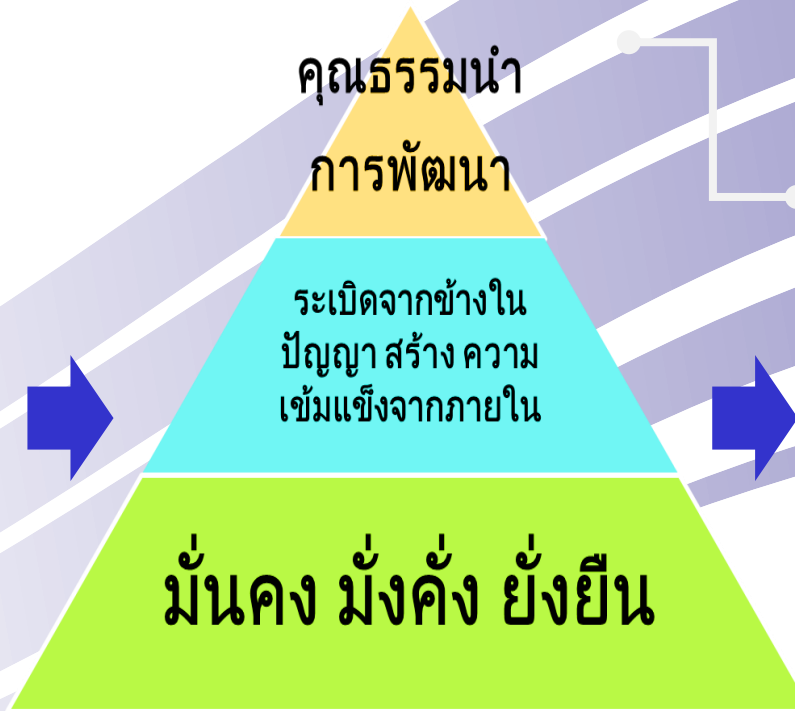 คุณธรรมนำ
การพัฒนา
ระเบิดจากข้างใน
ปัญญา สร้าง ความ
เข้มแข็งจากภายใน
มั่นคง มั่งคั่ง ยั่งยืน